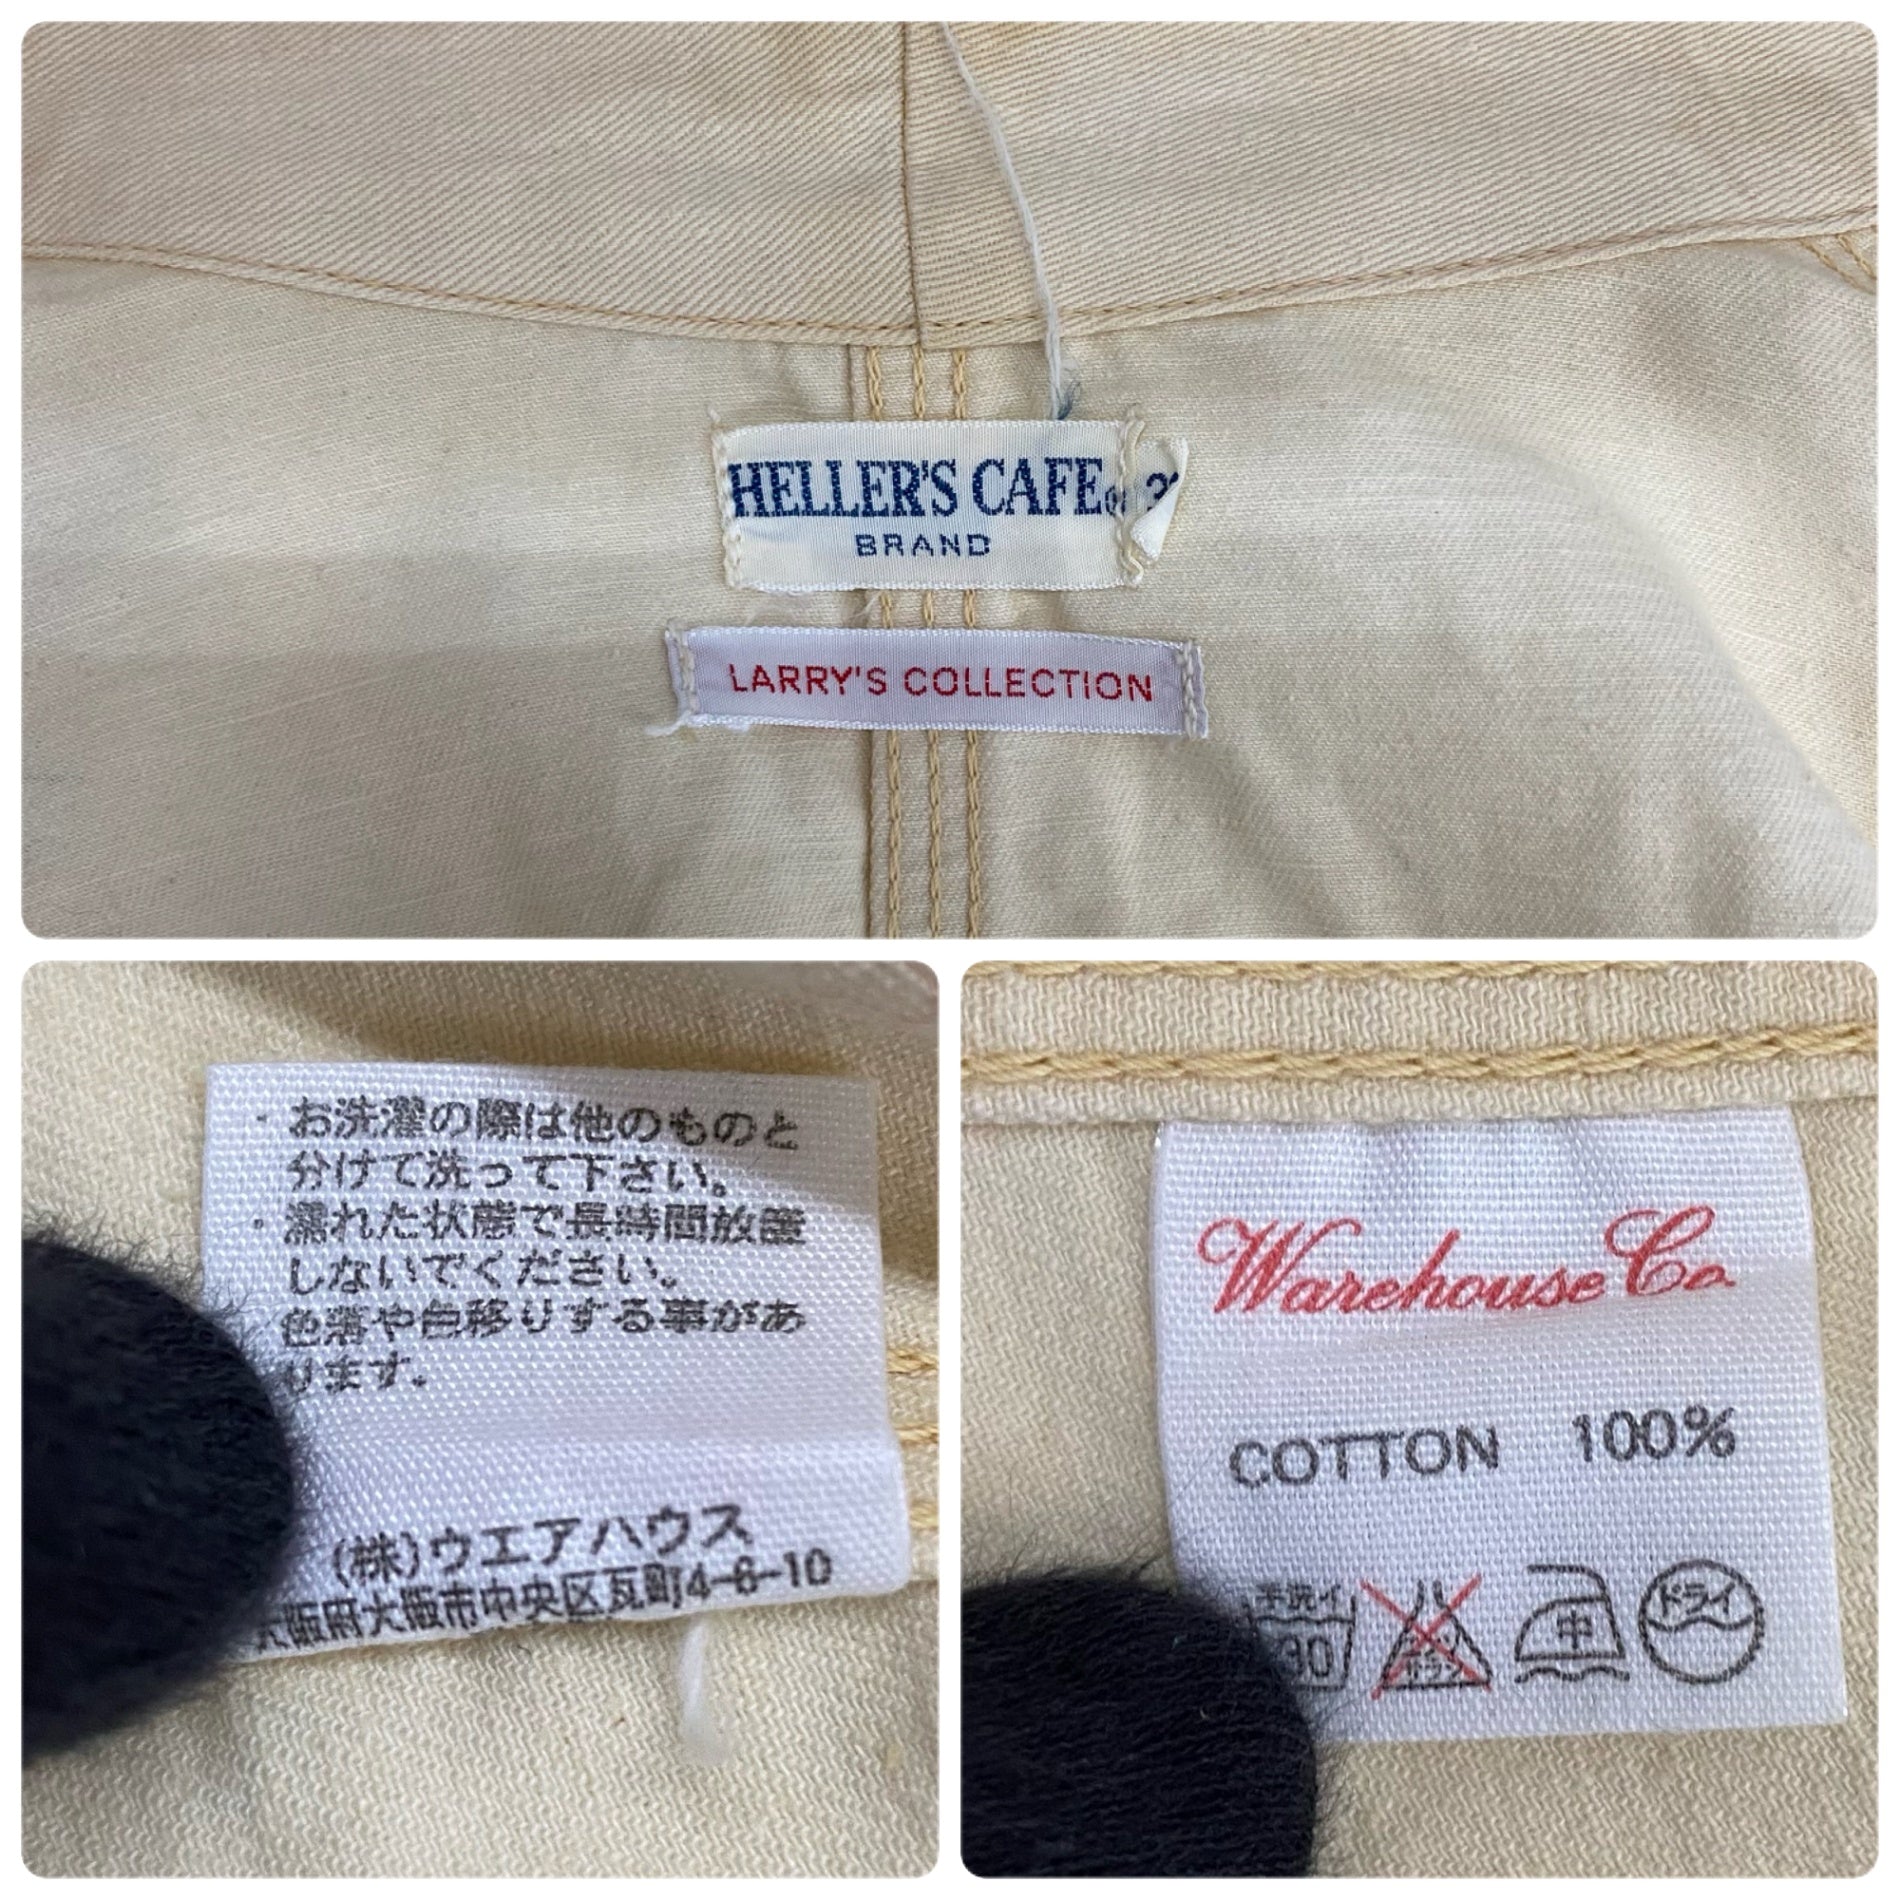 HELLER'S CAFE
BRAND
LARRY'S COLLECTION
・お洗濯の際は他のものと
分けて洗って下さい。
・濡れた状態で長時間放置
しないでください。
色落や色移りする事があ
ります。
(株)ウエアハウス
大阪府大阪市中央区瓦町4-6-10
Warehouse Co.
COTTON 100%
手洗イ
30
中
ドライ